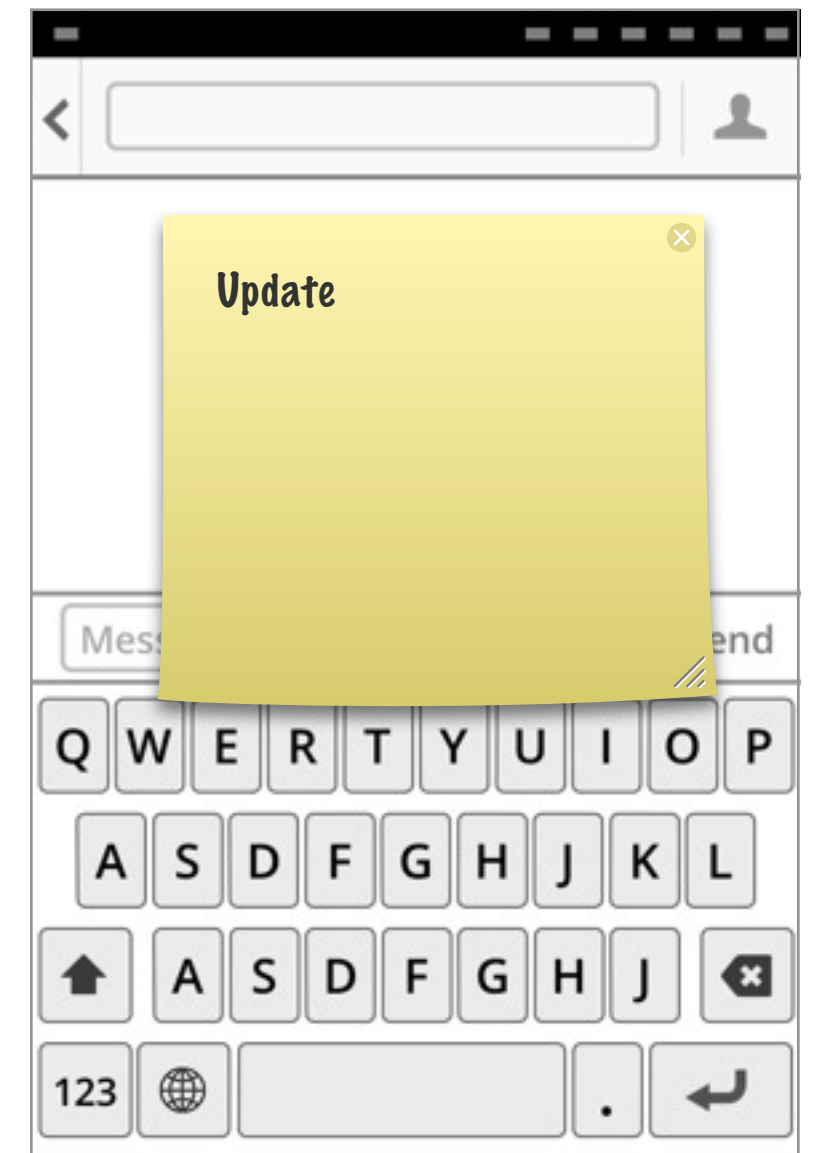 Update
Mess
end
Q W E R T Y U I O P
A S D F G H J K L
A S D F G H J
123 .